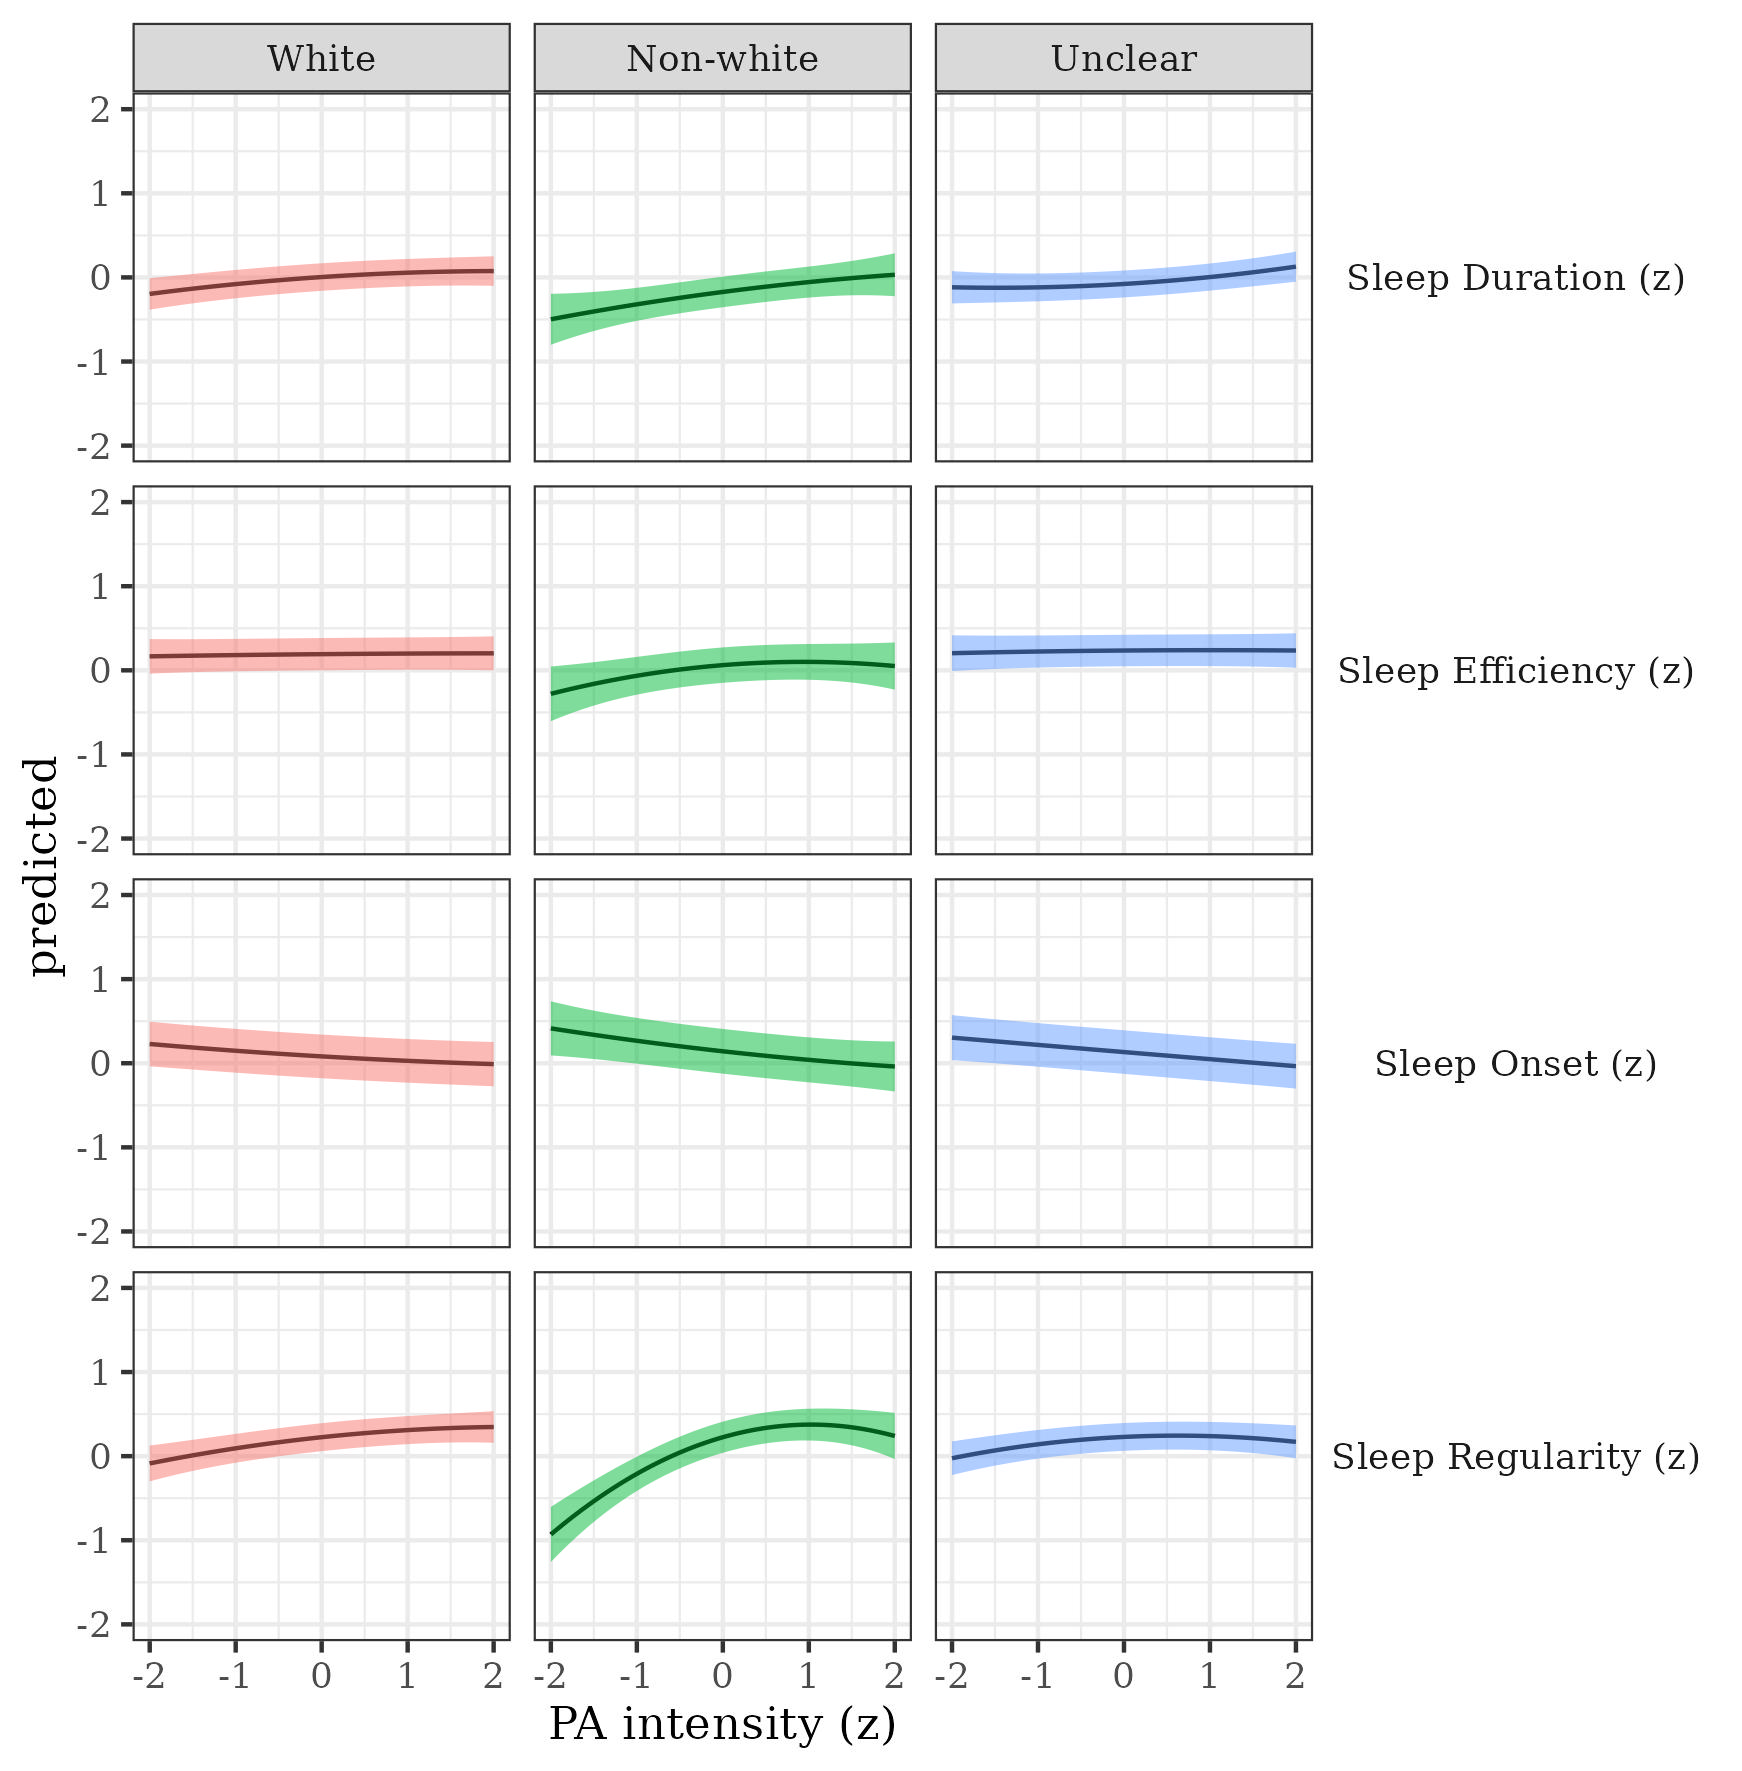 White Non-white Unclear
2
1
0
-1
-2
Sleep Duration (z)
2
1
0
-1
-2
Sleep Efficiency (z)
predicted
2
1
0
-1
-2
Sleep Onset (z)
2
1
0
-1
-2
Sleep Regularity (z)
-2 -1 0 1 2 -2 -1 0 1 2 -2 -1 0 1 2
PA intensity (z)